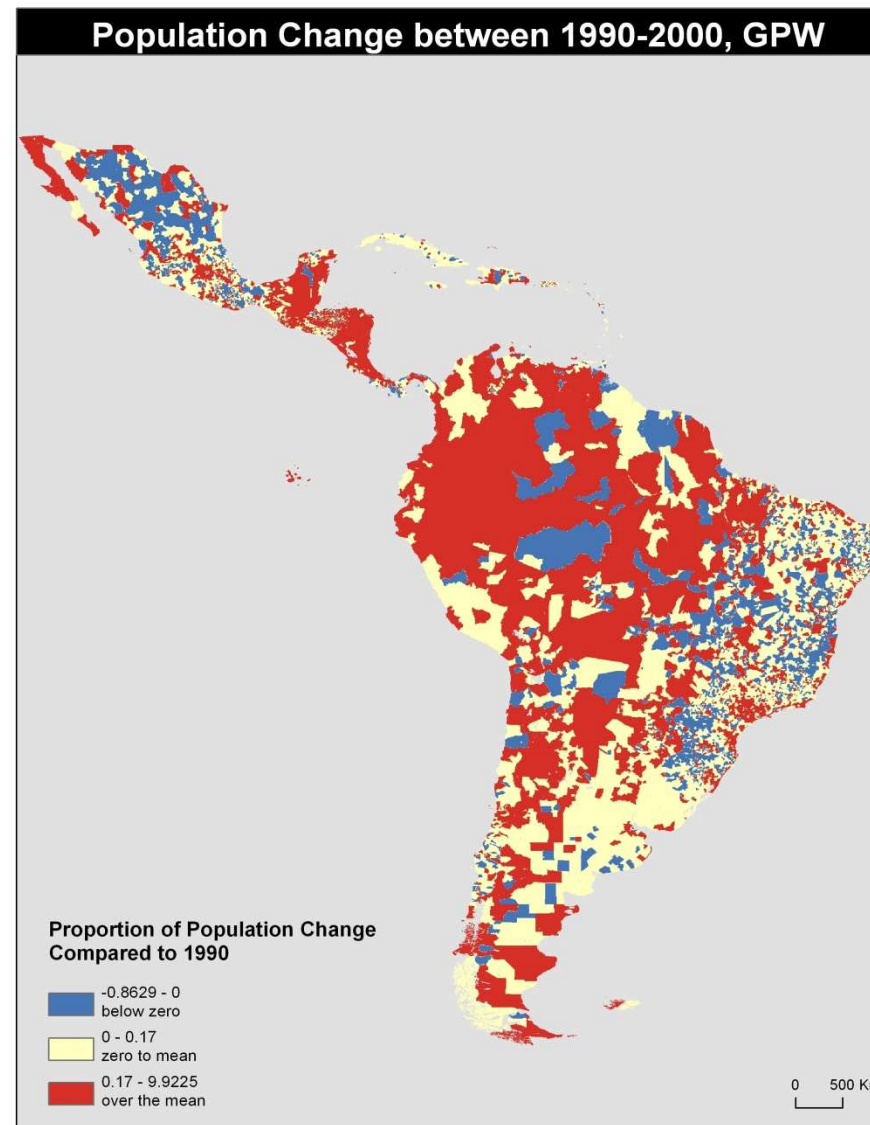 Population Change between 1990-2000, GPW
Proportion of Population Change
Compared to 1990
-0.8629 - 0
below zero
0 - 0.17
zero to mean
0.17 - 9.9225
over the mean
0 500 K